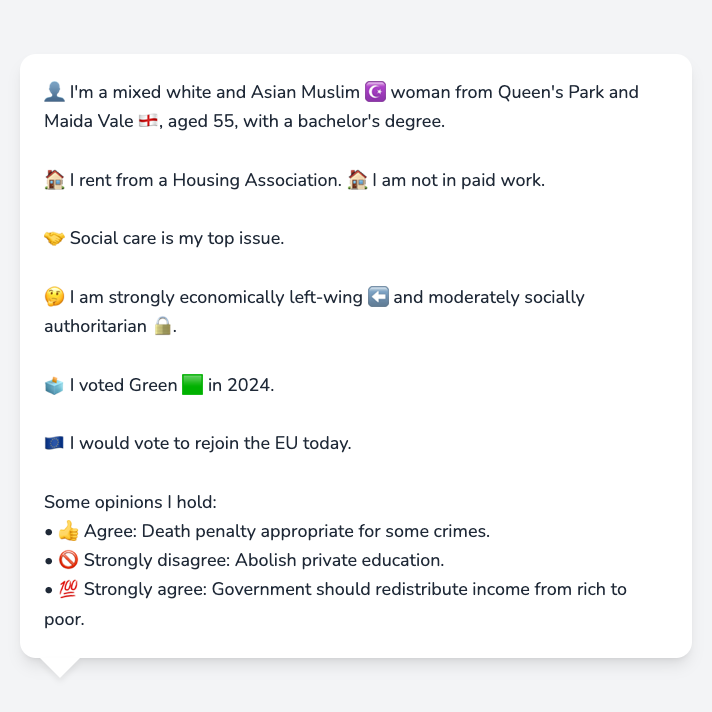 👤 I'm a mixed white and Asian Muslim ☪️ woman from Queen's Park and
Maida Vale 🏴󠁧󠁢󠁥󠁮󠁧󠁿, aged 55, with a bachelor's degree.
🏠 I rent from a Housing Association. 🏠 I am not in paid work.
🤝 Social care is my top issue.
🤔 I am strongly economically left-wing ⬅️ and moderately socially
authoritarian 🔒.
🗳️ I voted Green 🟩 in 2024.
🇪🇺 I would vote to rejoin the EU today.
Some opinions I hold:
• 👍 Agree: Death penalty appropriate for some crimes.
• 🚫 Strongly disagree: Abolish private education.
• 💯 Strongly agree: Government should redistribute income from rich to
poor.